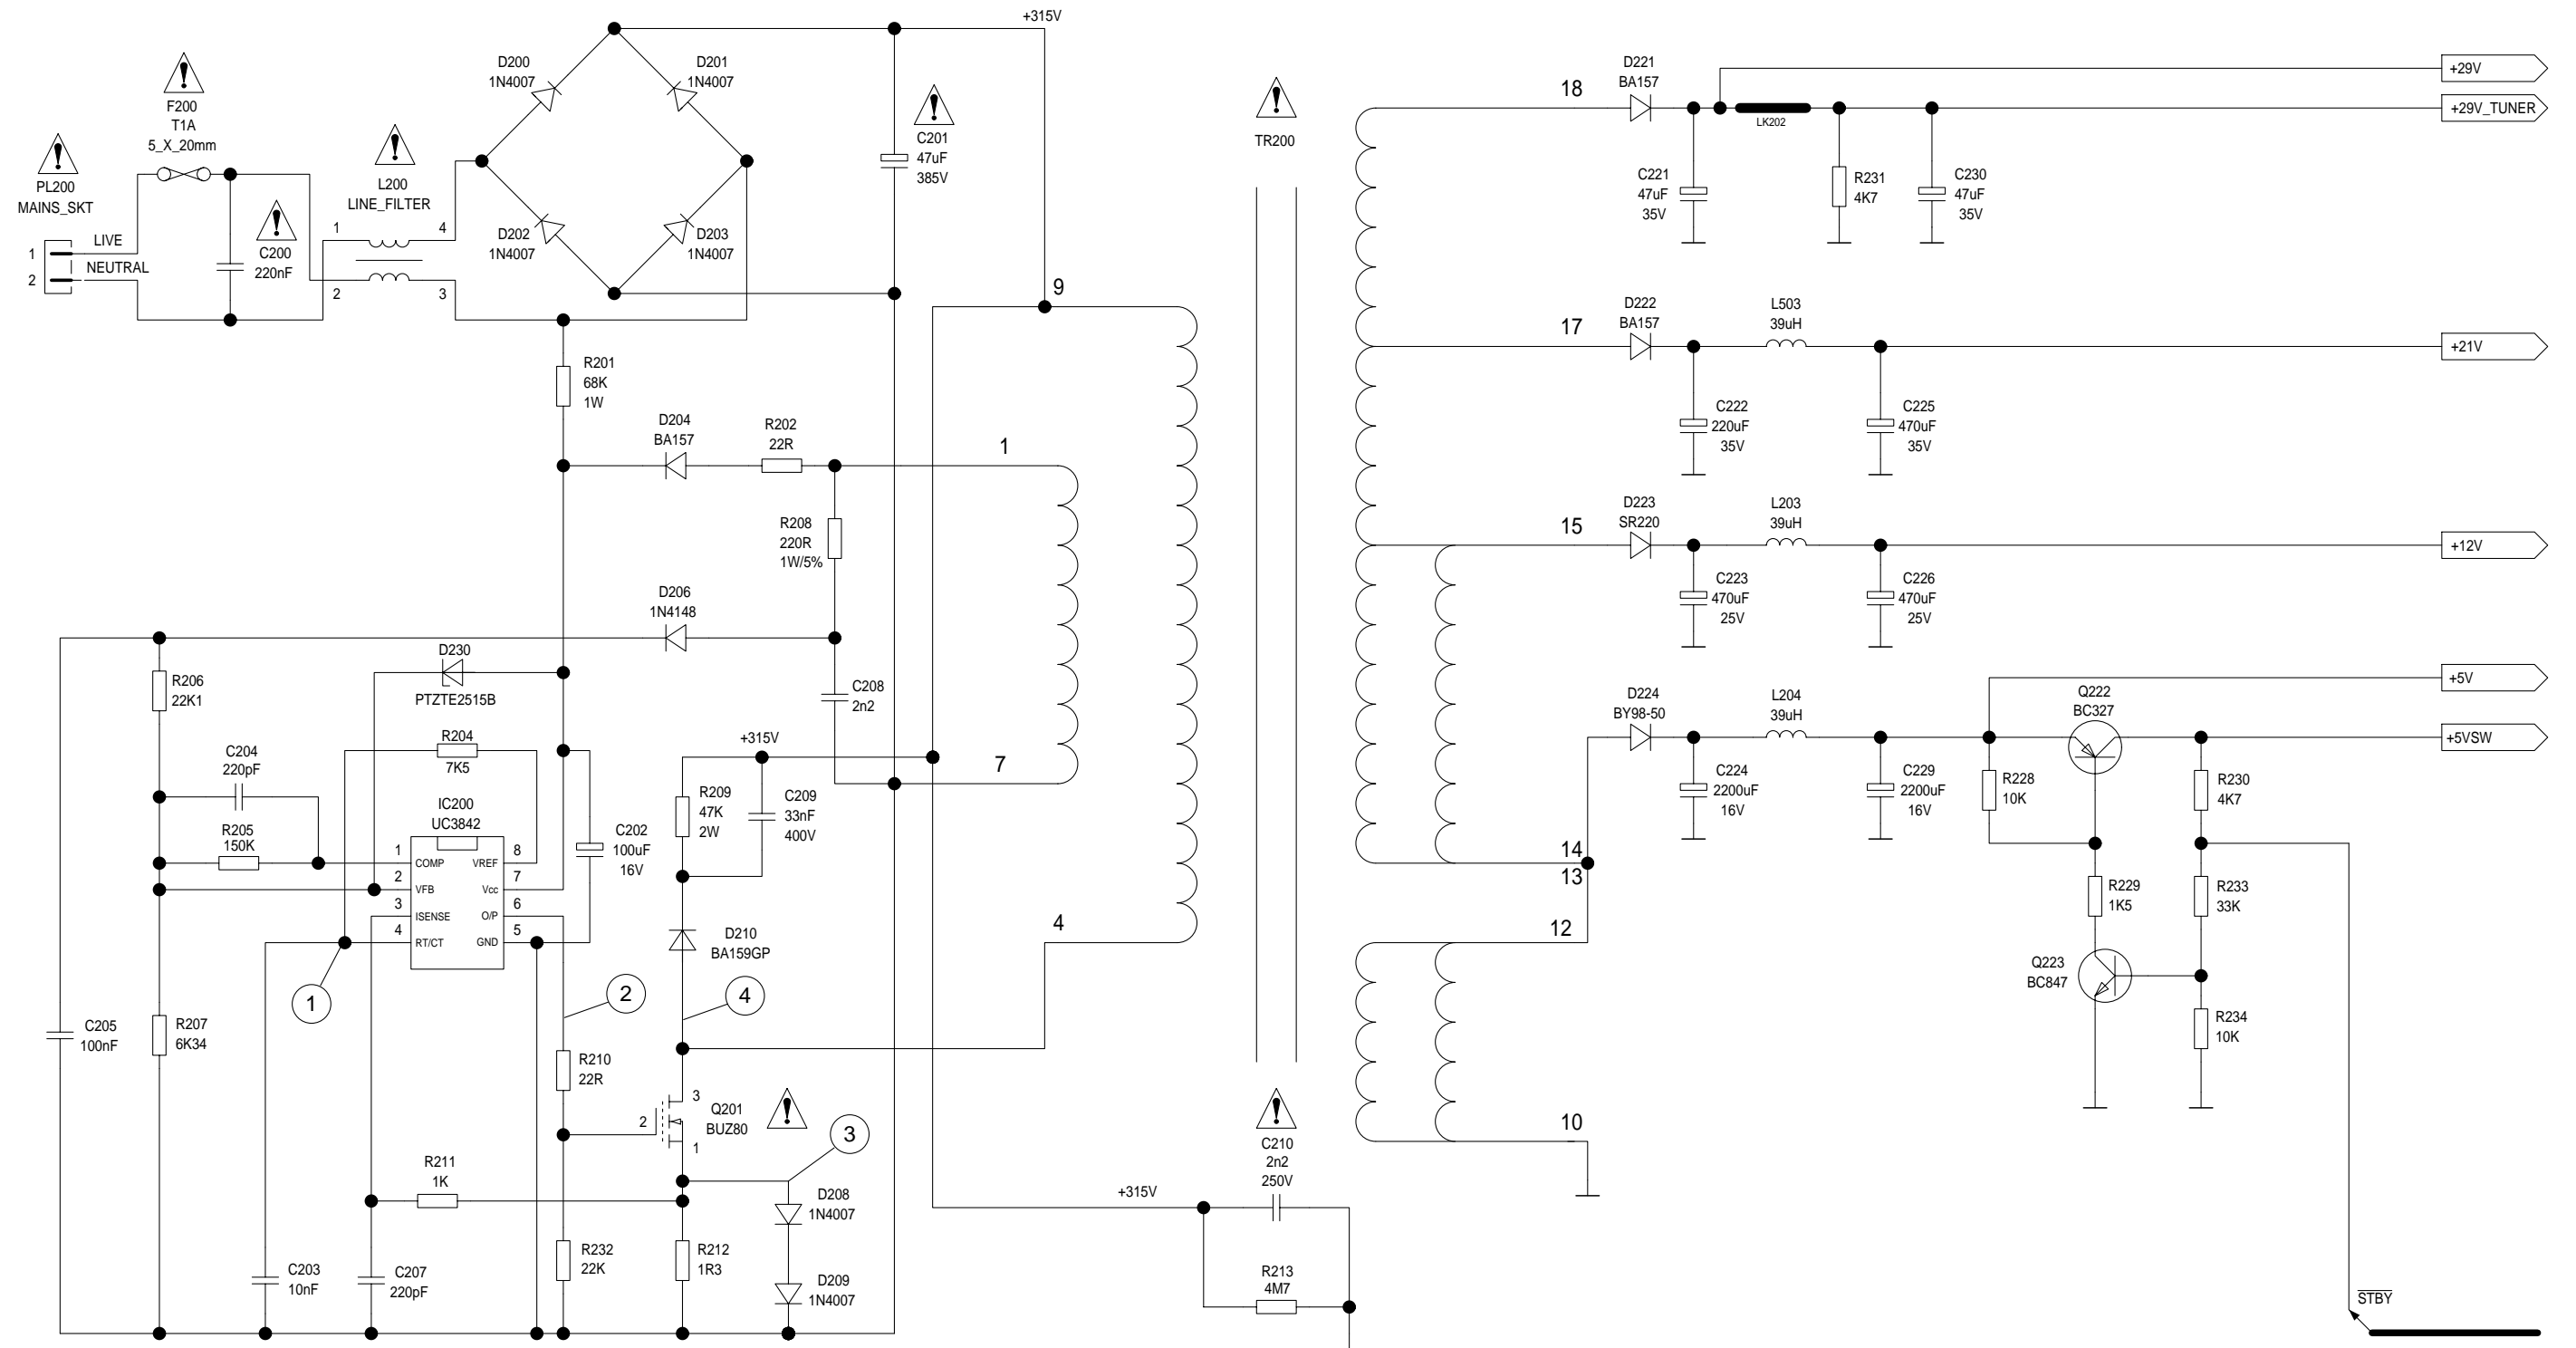 +315V
D200
1N4007
D201
1N4007
F200
T1A
5_X_20mm
PL200
MAINS_SKT
L200
LINE_FILTER
C201
47uF
385V
TR200
18
D221
BA157
LK202
+29V
+29V_TUNER
C221
47uF
35V
R231
4K7
C230
47uF
35V
1
LIVE
2
NEUTRAL
C200
220nF
1
4
2
3
D202
1N4007
D203
1N4007
9
17
D222
BA157
L503
39uH
+21V
R201
68K
1W
D204
BA157
R202
22R
1
C222
220uF
35V
C225
470uF
35V
R208
220R
1W/5%
15
D223
SR220
L203
39uH
+12V
D206
1N4148
C223
470uF
25V
C226
470uF
25V
R206
22K1
D230
PTZTE2515B
C208
2n2
D224
BY98-50
L204
39uH
Q222
BC327
+5V
+5VSW
C204
220pF
R204
7K5
+315V
7
R205
150K
IC200
UC3842
C202
100uF
16V
R209
47K
2W
C209
33nF
400V
C224
2200uF
16V
C229
2200uF
16V
R228
10K
R230
4K7
1
COMP
VREF
8
2
VFB
Vcc
7
3
ISENSE
O/P
6
4
RT/CT
GND
5
14
13
12
R229
1K5
R233
33K
4
D210
BA159GP
Q223
BC847
1
2
4
C205
100nF
R207
6K34
R210
22R
R234
10K
3
2
1
Q201
BUZ80
3
C210
2n2
250V
10
R211
1K
+315V
D208
1N4007
C203
10nF
C207
220pF
R232
22K
R212
1R3
D209
1N4007
R213
4M7
STBY